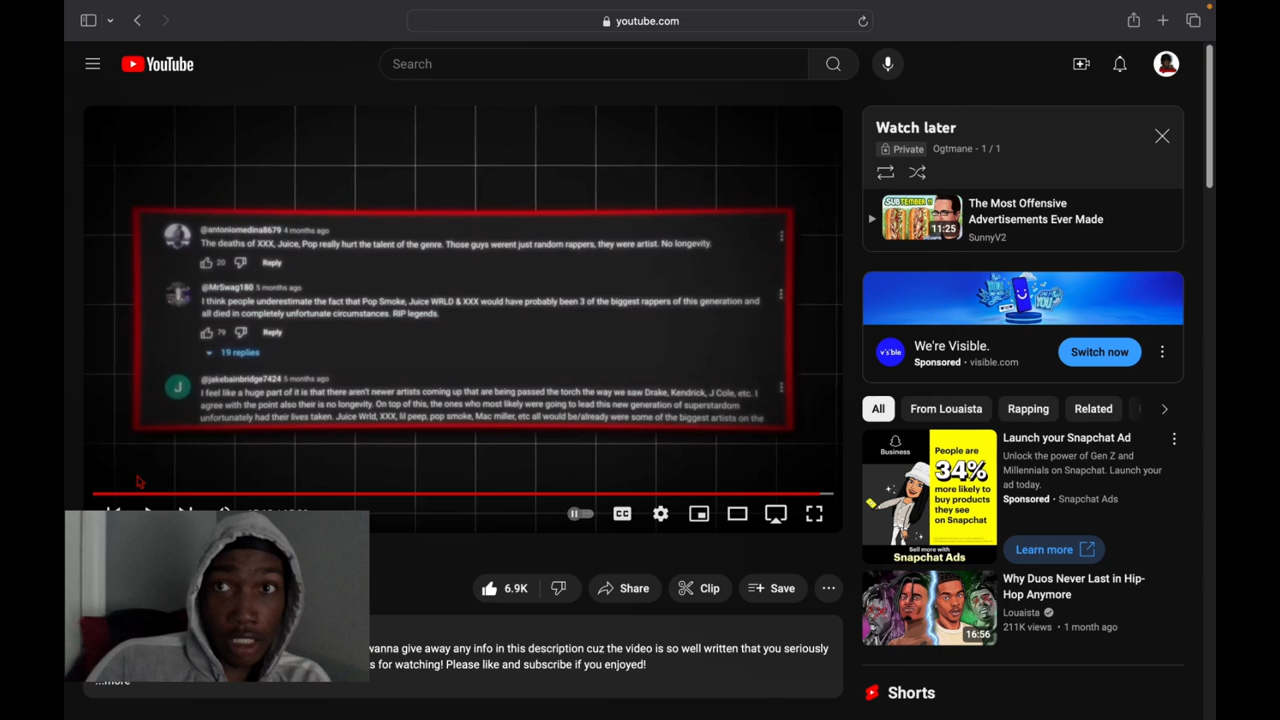 youtube.com
YouTube
Search
@antoniomedina8679 4 months ago
The deaths of XXX, Juice, Pop really hurt the talent of the genre. Those guys werent just random rappers, they were artist. No longevity.
20
Reply
@MrSwag180 5 months ago
I think people underestimate the fact that Pop Smoke, Juice WRLD & XXX would have probably been 3 of the biggest rappers of this generation and
all died in completely unfortunate circumstances. RIP legends.
79
Reply
19 replies
J
@jakebainbridge7424 5 months ago
I feel like a huge part of it is that there aren't newer artists coming up that are being passed the torch the way we saw Drake, Kendrick, J Cole, etc. I
agree with the point also their is no longevity. On top of this, the ones who most likely were going to lead this new generation of superstardom
unfortunately had their lives taken. Juice Wrld, XXX, lil peep, pop smoke, Mac miller, etc all would be/already were some of the biggest artists on the
CC
6.9K
Share
Clip
Save
wanna give away any info in this description cuz the video is so well written that you seriously
s for watching! Please like and subscribe if you enjoyed!
...more
Watch later
Private
Ogtmane - 1 / 1
SUBTEMBER
11:25
The Most Offensive
Advertisements Ever Made
SunnyV2
visible
We're Visible.
Sponsored • visible.com
Switch now
All
From Louaista
Rapping
Related
Business
People are
34%
more likely to
buy products
they see
on Snapchat
Sell more with
Snapchat Ads
Launch your Snapchat Ad
Unlock the power of Gen Z and
Millennials on Snapchat. Launch your
ad today.
Sponsored • Snapchat Ads
Learn more
16:56
Why Duos Never Last in Hip-
Hop Anymore
Louaista
211K views • 1 month ago
Shorts